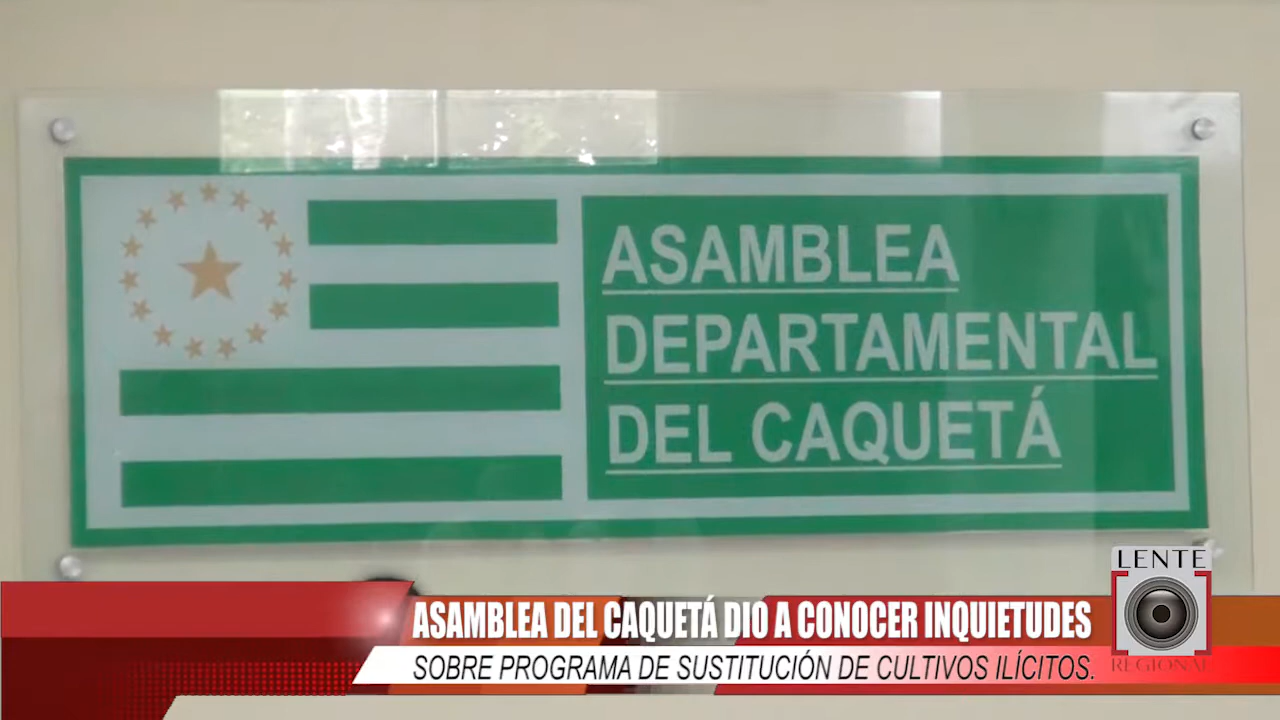 ASAMBLEA
DEPARTAMENTAL
DEL CAQUETÁ
ASAMBLEA DEL CAQUETÁ DIO A CONOCER INQUIETUDES
SOBRE PROGRAMA DE SUSTITUCIÓN DE CULTIVOS ILÍCITOS.
LENTE
REGIONAL